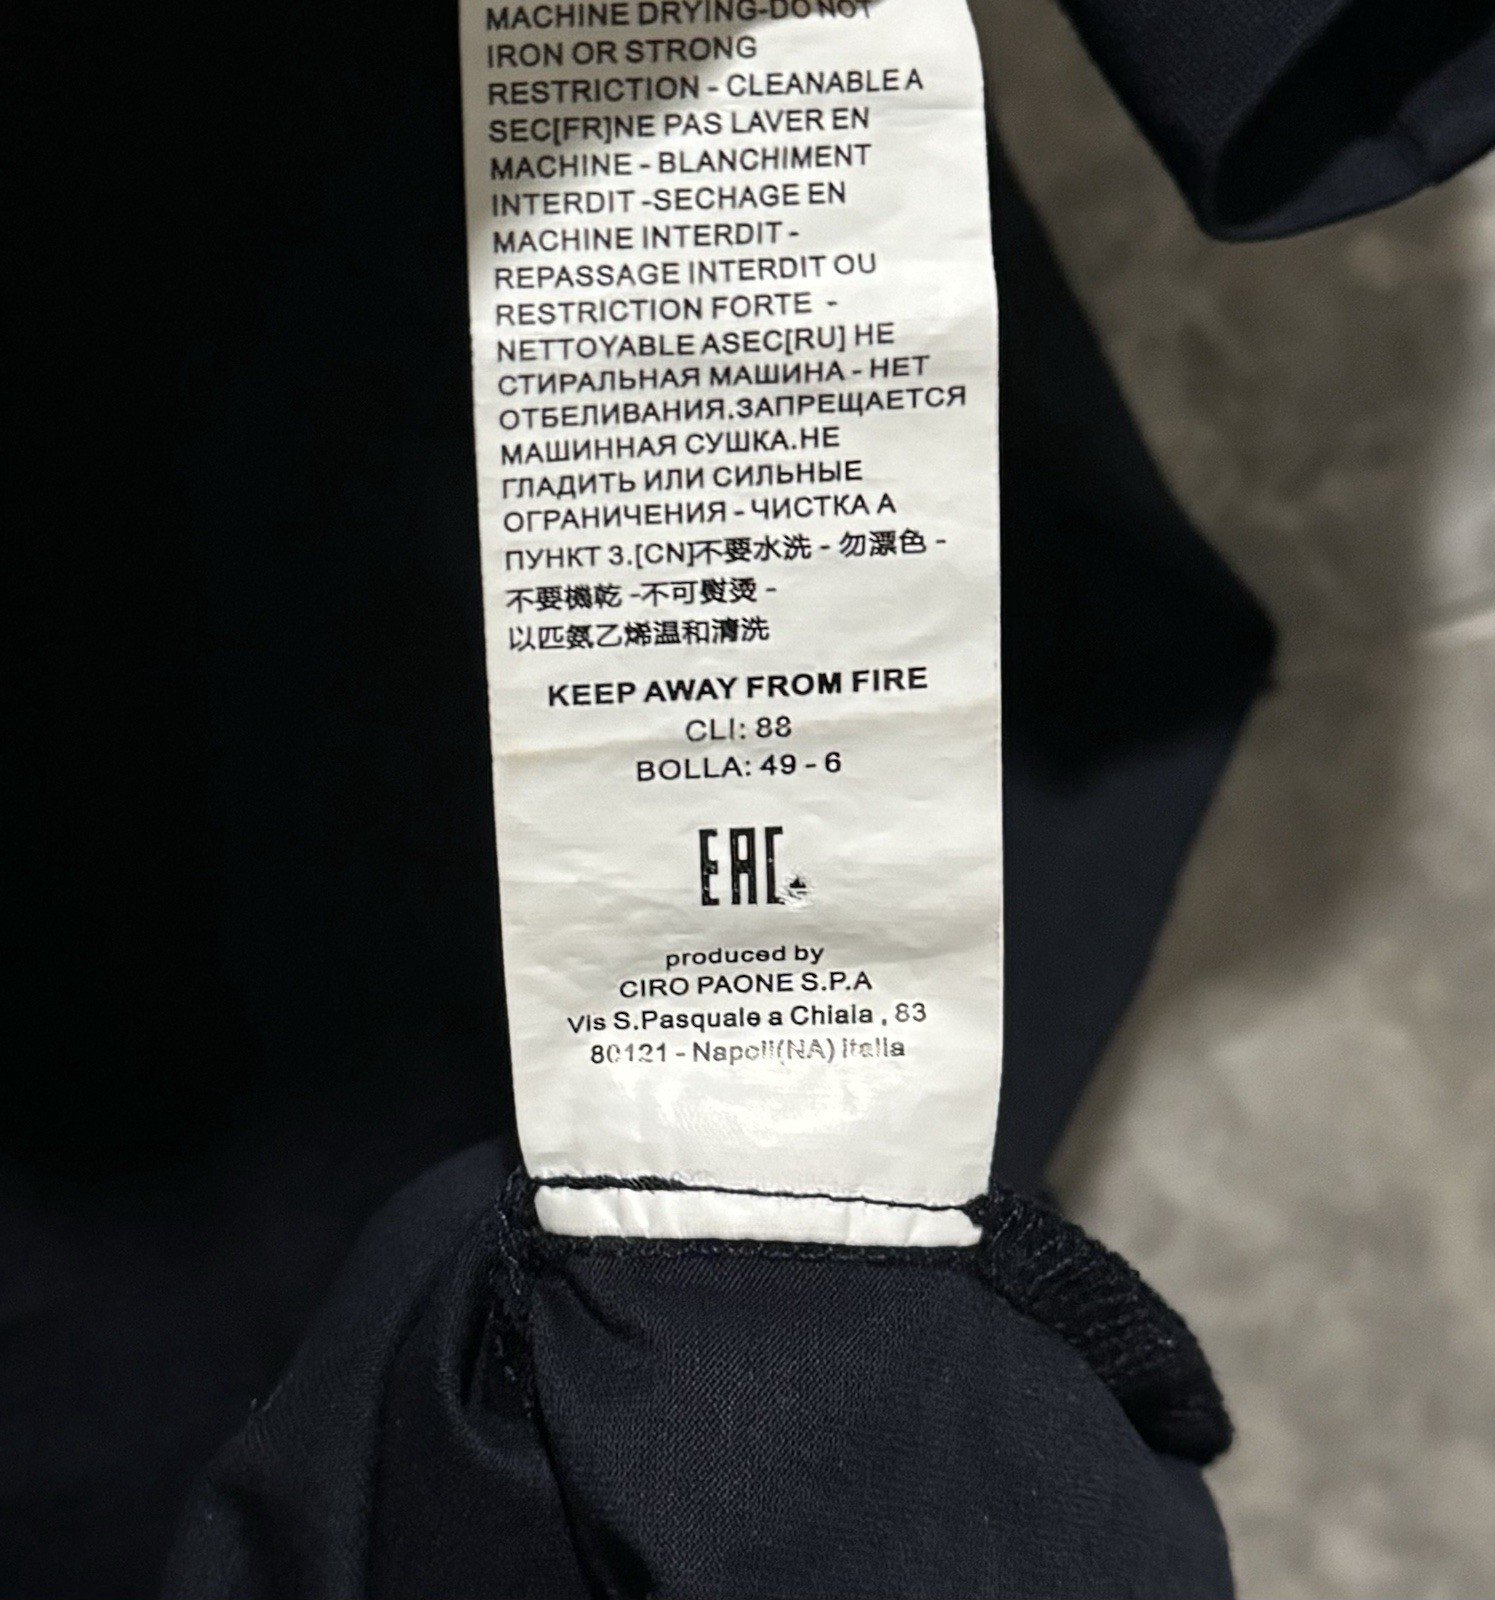 MACHINE DRYING-DO NOT
IRON OR STRONG
RESTRICTION - CLEANABLE A
SEC[FR]NE PAS LAVER EN
MACHINE - BLANCHIMENT
INTERDIT -SECHAGE EN
MACHINE INTERDIT -
REPASSAGE INTERDIT OU
RESTRICTION FORTE -
NETTOYABLE ASEC[RU] НЕ
СТИРАЛЬНАЯ МАШИНА - НЕТ
ОТБЕЛИВАНИЯ.ЗАПРЕЩАЕТСЯ
МАШИННАЯ СУШКА.НЕ
ГЛАДИТЬ ИЛИ СИЛЬНЫЕ
ОГРАНИЧЕНИЯ - ЧИСТКА А
ПУНКТ 3.[CN]不要水洗 - 勿漂色 -
不要機乾 -不可熨烫 -
以匹氨乙烯温和清洗
KEEP AWAY FROM FIRE
CLI: 88
BOLLA: 49 - 6
EAC
produced by
CIRO PAONE S.P.A
Vis S.Pasquale a Chiaia , 83
80121 - Napoli(NA) Italia